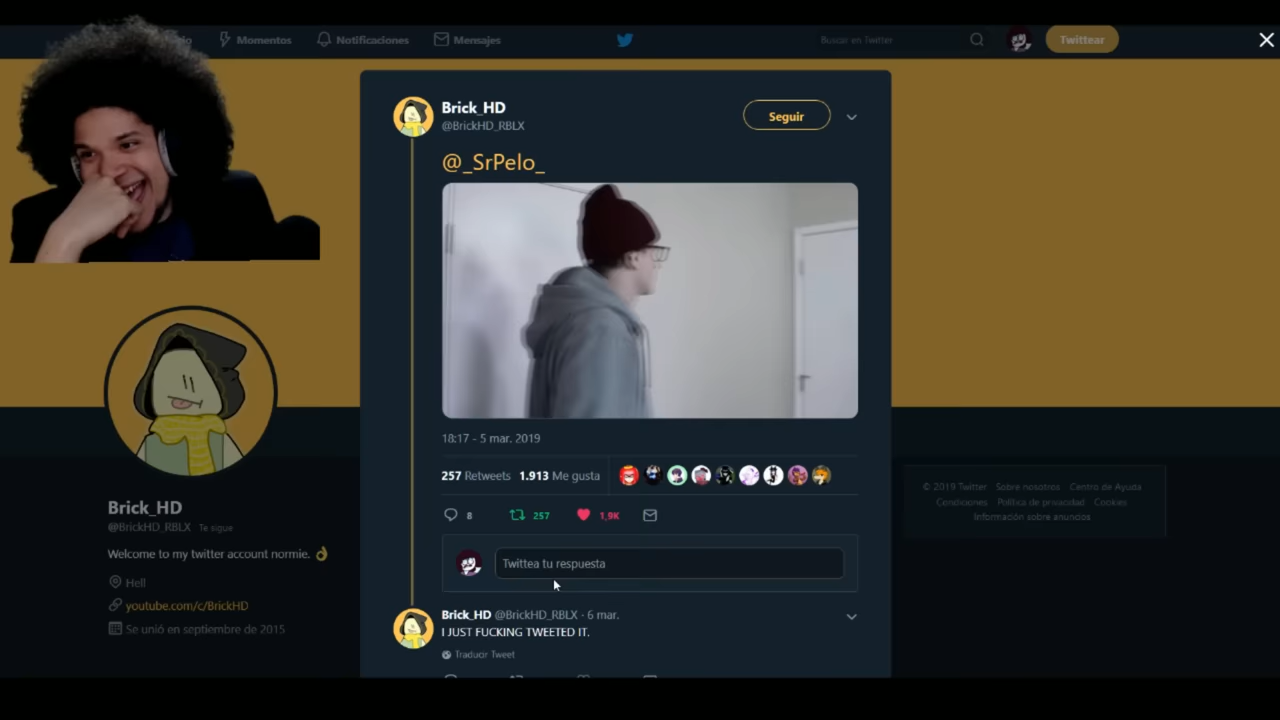 Momentos
Notificaciones
Mensajes
Buscar en Twitter
Twittear
Brick_HD
@BrickHD_RBLX
Seguir
@_SrPelo_
18:17 - 5 mar. 2019
257 Retweets 1.913 Me gusta
8 257 1,9K
Twittea tu respuesta
Brick_HD @BrickHD_RBLX · 6 mar.
I JUST FUCKING TWEETED IT.
Traducir Tweet
Brick_HD
@BrickHD_RBLX Te sigue
Welcome to my twitter account normie. 👌
Hell
youtube.com/c/BrickHD
Se unió en septiembre de 2015
© 2019 Twitter Sobre nosotros Centro de Ayuda
Condiciones Política de privacidad Cookies
Información sobre anuncios